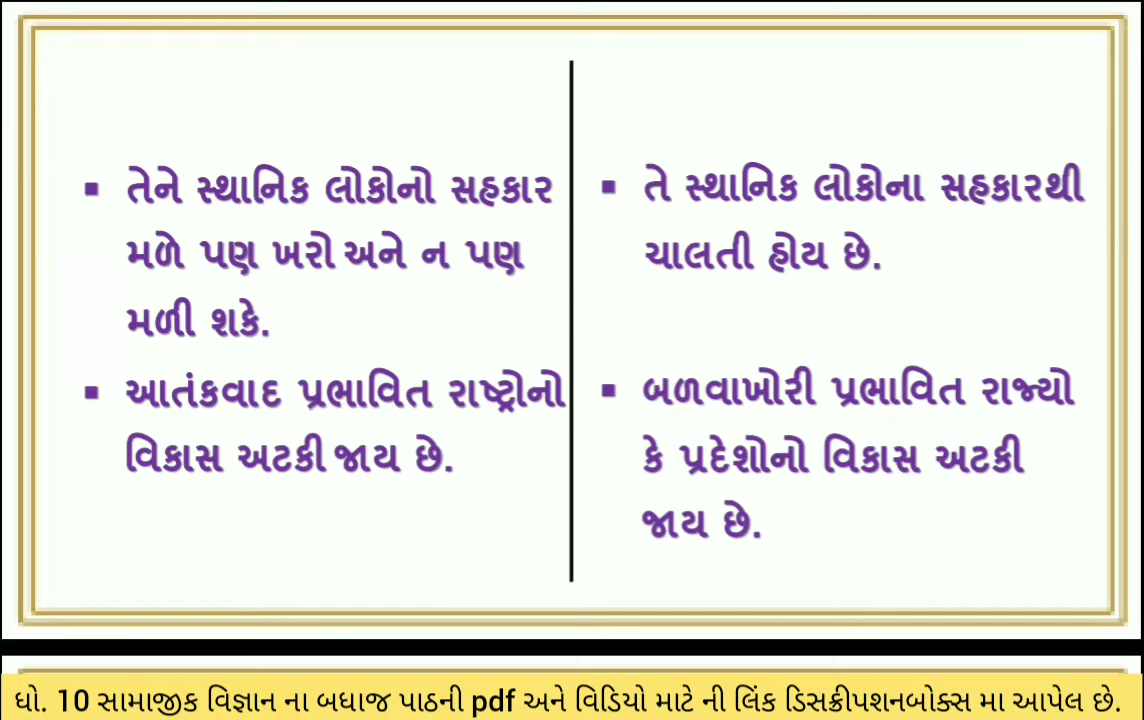 ▪ તેને સ્થાનિક લોકોનો સહકાર
મળે પણ ખરો અને ન પણ
મળી શકે.
▪ આતંકવાદ પ્રભાવિત રાષ્ટ્રોનો
વિકાસ અટકી જાય છે.
▪ તે સ્થાનિક લોકોના સહકારથી
ચાલતી હોય છે.
▪ બળવાખોરી પ્રભાવિત રાજ્યો
કે પ્રદેશોનો વિકાસ અટકી
જાય છે.
ધો. 10 સામાજીક વિજ્ઞાન ના બધાજ પાઠની pdf અને વિડિયો માટે ની લિંક ડિસક્રીપશનબોક્સ મા આપેલ છે.